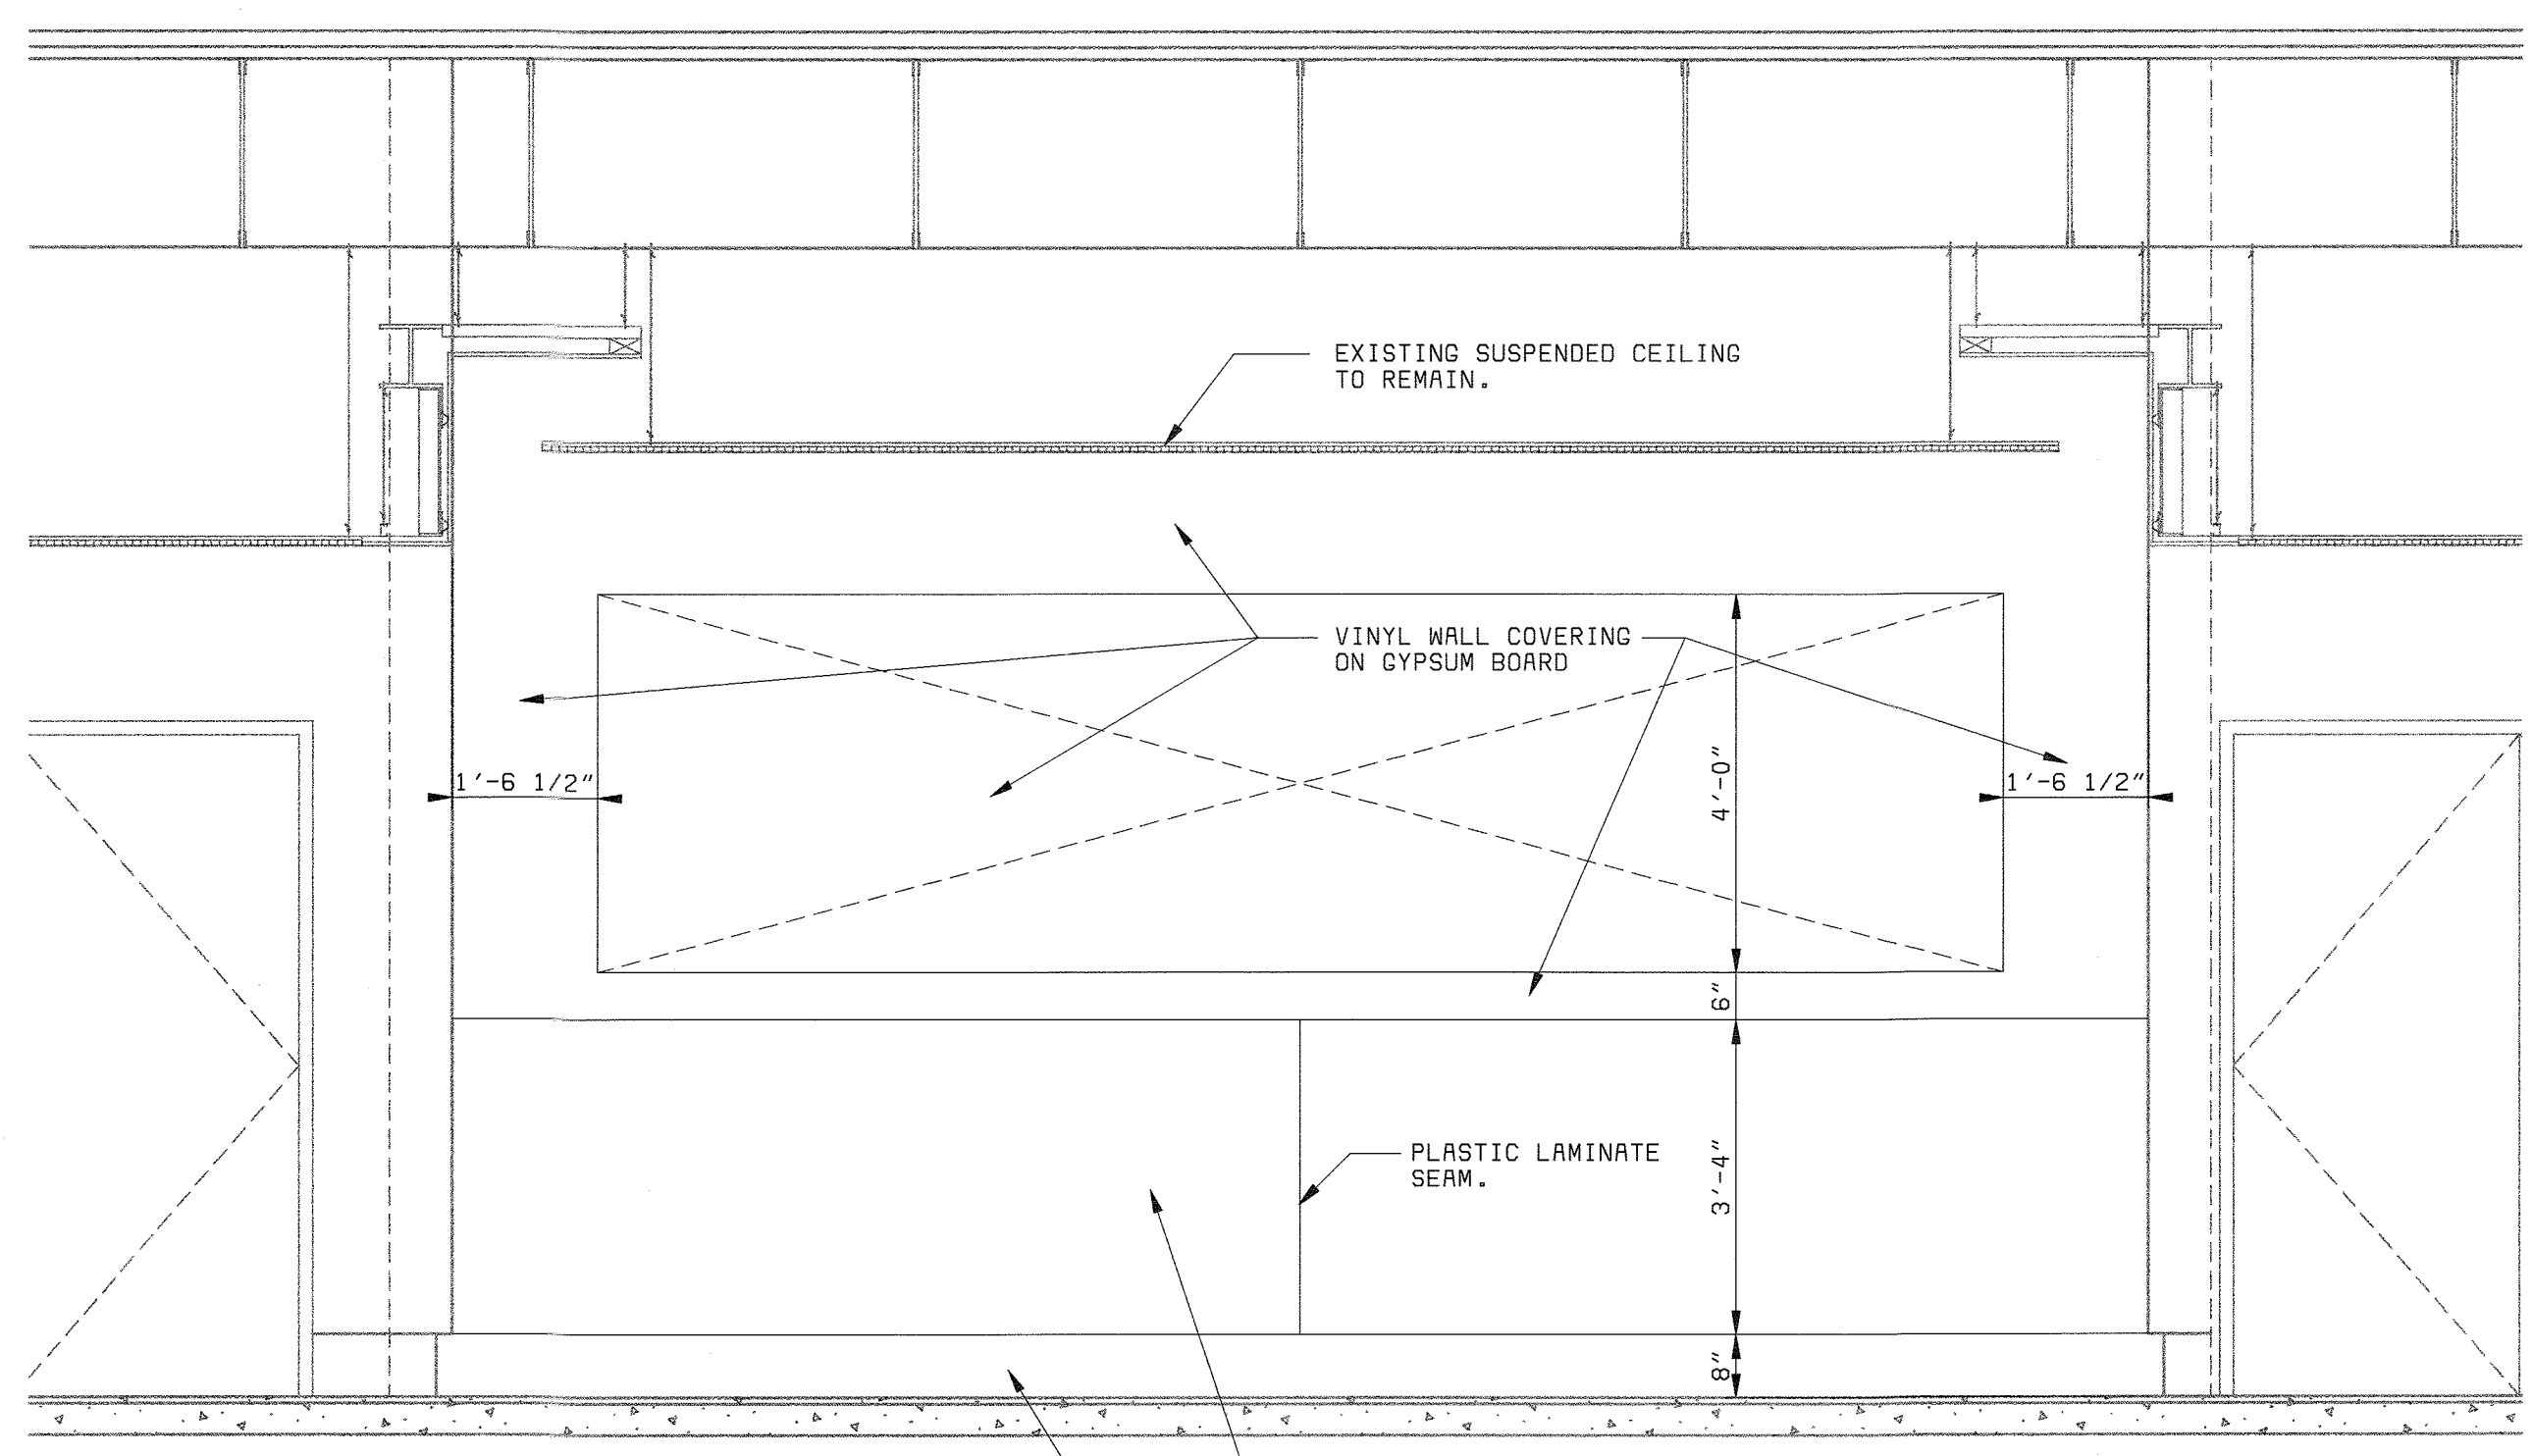 EXISTING SUSPENDED CEILING
TO REMAIN.
VINYL WALL COVERING
ON GYPSUM BOARD
1'-6 1/2"
1'-6 1/2"
4'-0"
6"
PLASTIC LAMINATE
SEAM.
3'-4"
8"